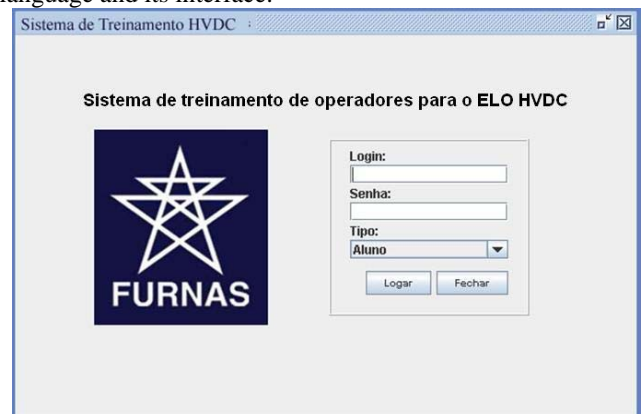 language and its interface.
Sistema de Treinamento HVDC
Sistema de treinamento de operadores para o ELO HVDC
Login:
Senha:
Tipo:
Aluno
Logar Fechar
FURNAS